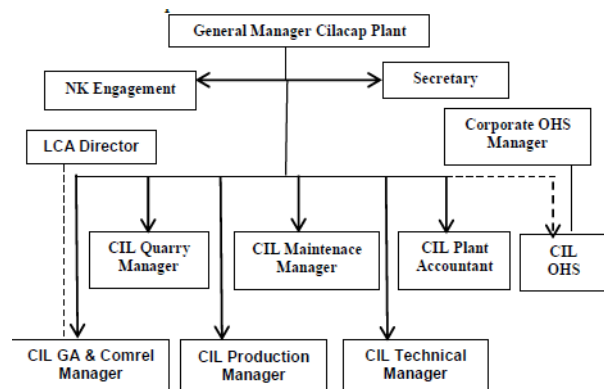 General Manager Cilacap Plant
NK Engagement
Secretary
LCA Director
Corporate OHS
Manager
CIL Quarry
Manager
CIL Maintenace
Manager
CIL Plant
Accountant
CIL
OHS
CIL GA & Comrel
Manager
CIL Production
Manager
CIL Technical
Manager